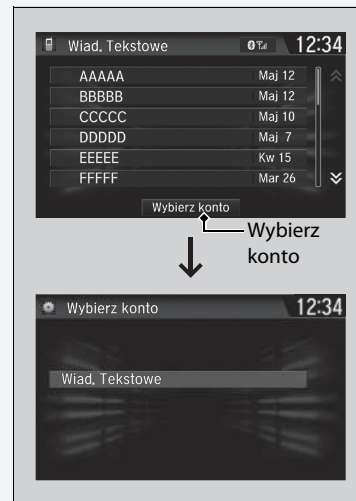 Wiad. Tekstowe 12:34
AAAAA Maj 12
BBBBB Maj 12
CCCCC Maj 10
DDDDD Maj 7
EEEEE Kw 15
FFFFF Mar 26
Wybierz konto
Wybierz
konto
Wybierz konto 12:34
Wiad. Tekstowe